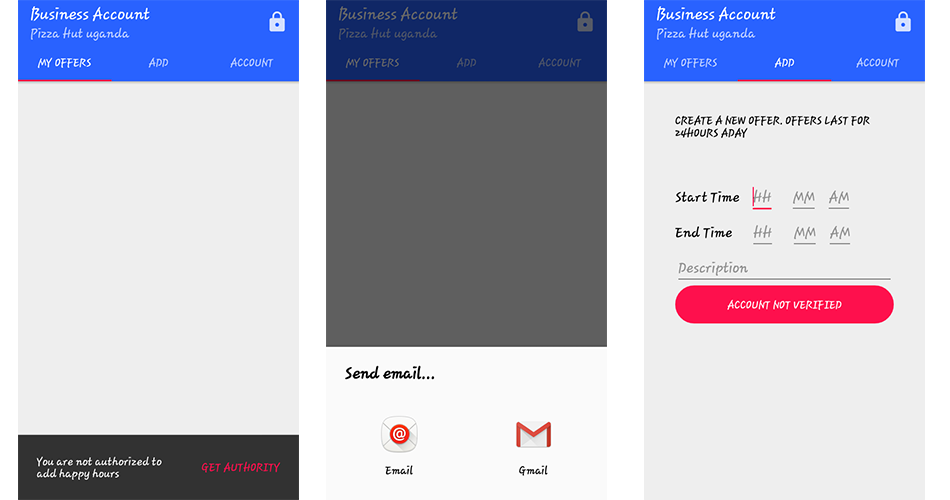 Business Account
Pizza Hut uganda
MY OFFERS ADD ACCOUNT
You are not authorized to
add happy hours
GET AUTHORITY
Business Account
Pizza Hut uganda
MY OFFERS ADD ACCOUNT
Send email...
Email Gmail
Business Account
Pizza Hut uganda
MY OFFERS ADD ACCOUNT
CREATE A NEW OFFER. OFFERS LAST FOR
24HOURS ADAY
Start Time HH MM AM
End Time HH MM AM
Description
ACCOUNT NOT VERIFIED